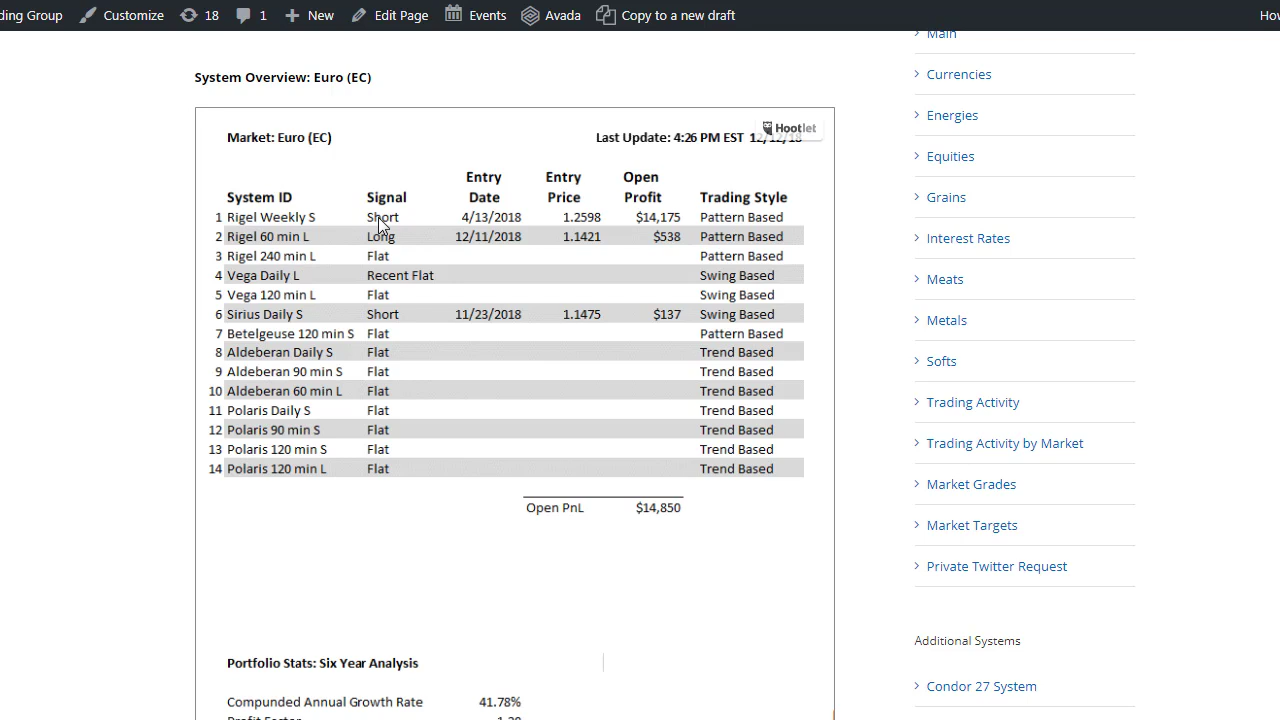 ding Group Customize 18 1 New Edit Page Events Avada Copy to a new draft How
Main
System Overview: Euro (EC)
Currencies
Market: Euro (EC) Last Update: 4:26 PM EST 12/12/18
Hootlet
Energies
Equities
Entry Entry Open
System ID Signal Date Price Profit Trading Style
1 Rigel Weekly S Short 4/13/2018 1.2598 $14,175 Pattern Based
2 Rigel 60 min L Long 12/11/2018 1.1421 $538 Pattern Based
3 Rigel 240 min L Flat Pattern Based
4 Vega Daily L Recent Flat Swing Based
5 Vega 120 min L Flat Swing Based
6 Sirius Daily S Short 11/23/2018 1.1475 $137 Swing Based
7 Betelgeuse 120 min S Flat Pattern Based
8 Aldeberan Daily S Flat Trend Based
9 Aldeberan 90 min S Flat Trend Based
10 Aldeberan 60 min L Flat Trend Based
11 Polaris Daily S Flat Trend Based
12 Polaris 90 min S Flat Trend Based
13 Polaris 120 min S Flat Trend Based
14 Polaris 120 min L Flat Trend Based
Open PnL $14,850
Portfolio Stats: Six Year Analysis
Compunded Annual Growth Rate 41.78%
Profit Factor 1.20
Grains
Interest Rates
Meats
Metals
Softs
Trading Activity
Trading Activity by Market
Market Grades
Market Targets
Private Twitter Request
Additional Systems
Condor 27 System